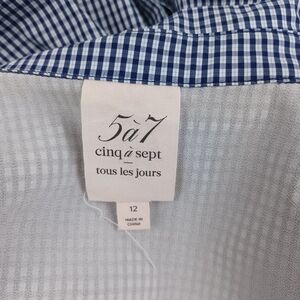 5à7
cinq à sept
tous les jours
12
MADE IN
CHINA